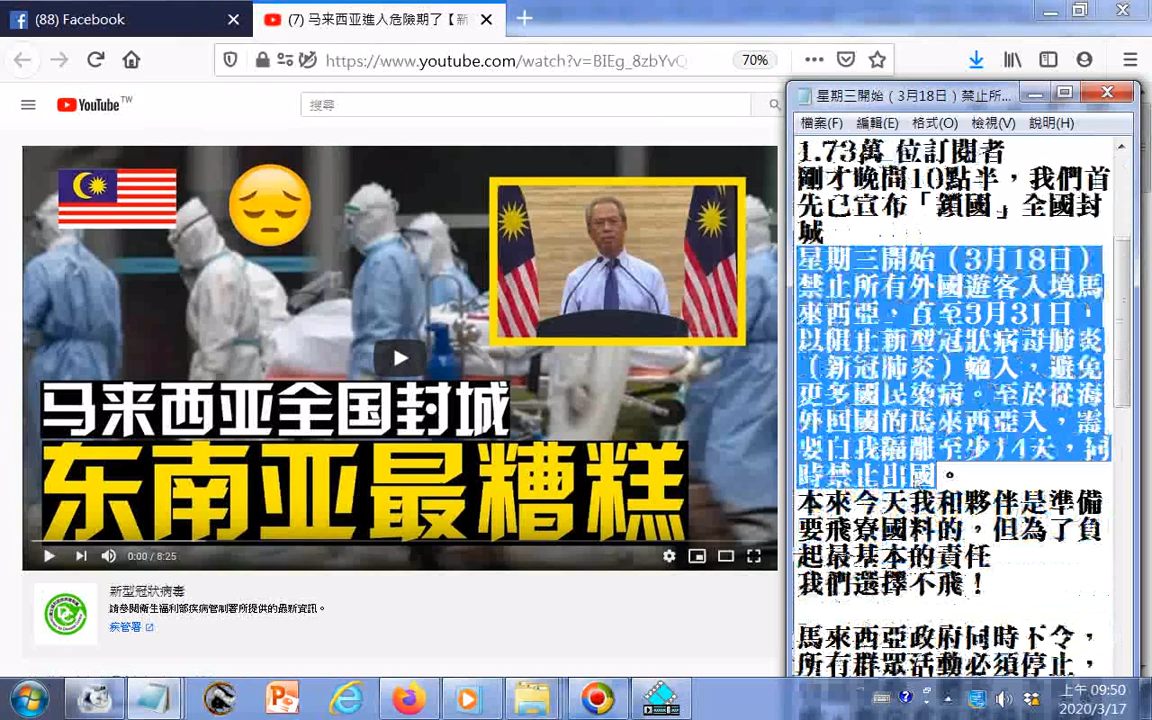 (88) Facebook
(7) 马来西亚進入危險期了【新
https://www.youtube.com/watch?v=BIEg_8zbYvQ
70%
YouTube TW
搜尋
马来西亚全国封城
东南亚最糟糕
0:00 / 8:25
新型冠狀病毒
請參閱衛生福利部疾病管制署所提供的最新資訊。
疾管署
星期三開始（3月18日）禁止所...
檔案(F) 編輯(E) 格式(O) 檢視(V) 說明(H)
1.73萬 位訂閱者
剛才晚間10點半，我們首
先已宣布「鎖國」全國封
城
星期三開始（3月18日）
禁止所有外國遊客入境馬
來西亞，直至3月31日，
以阻止新型冠狀病毒肺炎
（新冠肺炎）輸入，避免
更多國民染病。至於從海
外回國的馬來西亞人，需
要自我隔離至少14天，同
時禁止出國。
本來今天我和夥伴是準備
要飛寮國料的，但為了負
起最基本的責任
我們選擇不飛！
馬來西亞政府同時下令，
所有群眾活動必須停止，
上午 09:50
2020/3/17